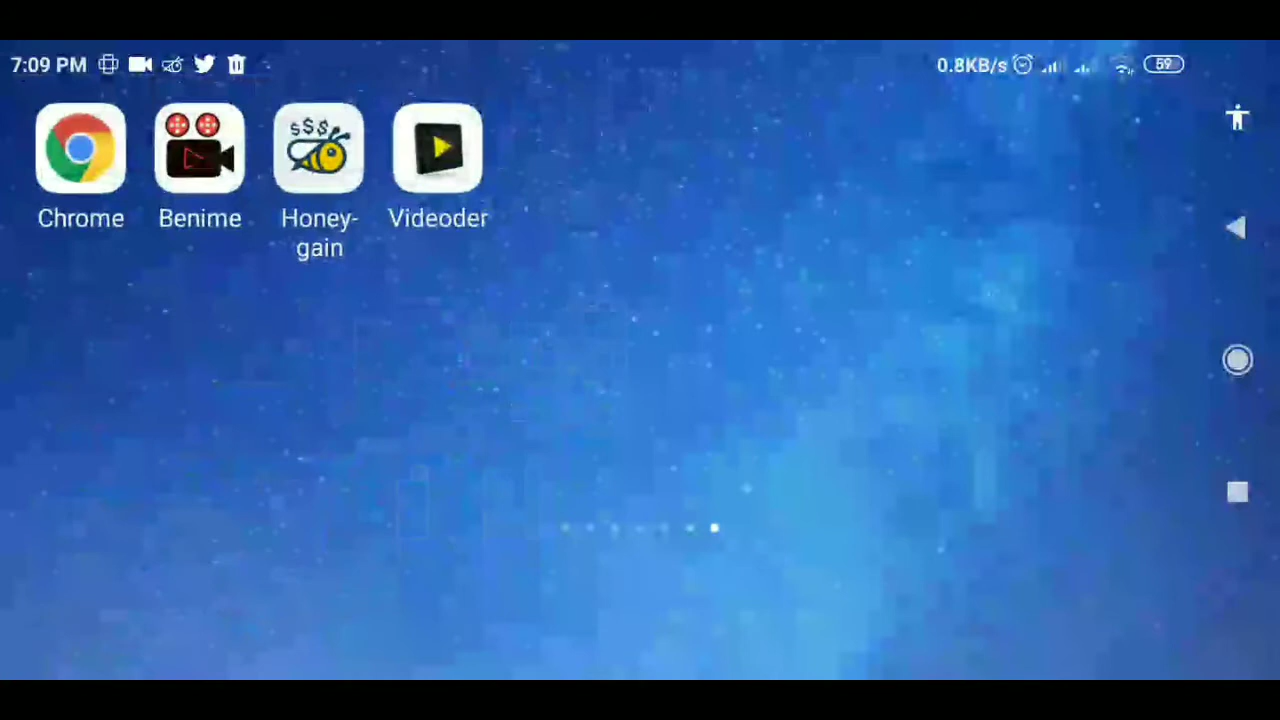 7:09 PM
0.8KB/s
59
$$$
Chrome
Benime
Honey-
gain
Videoder